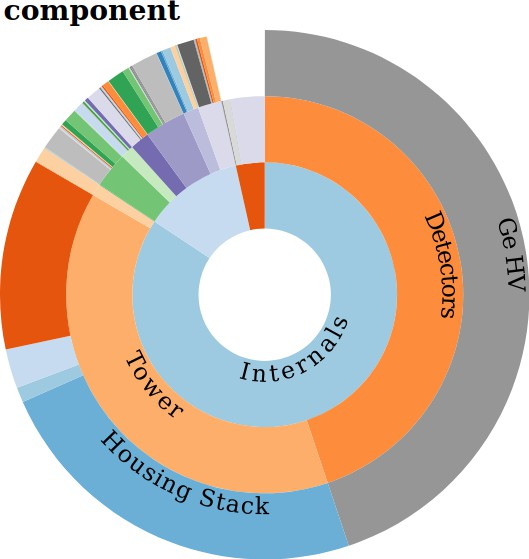 component
Ge HV
Detectors
Internals
Tower
Housing Stack